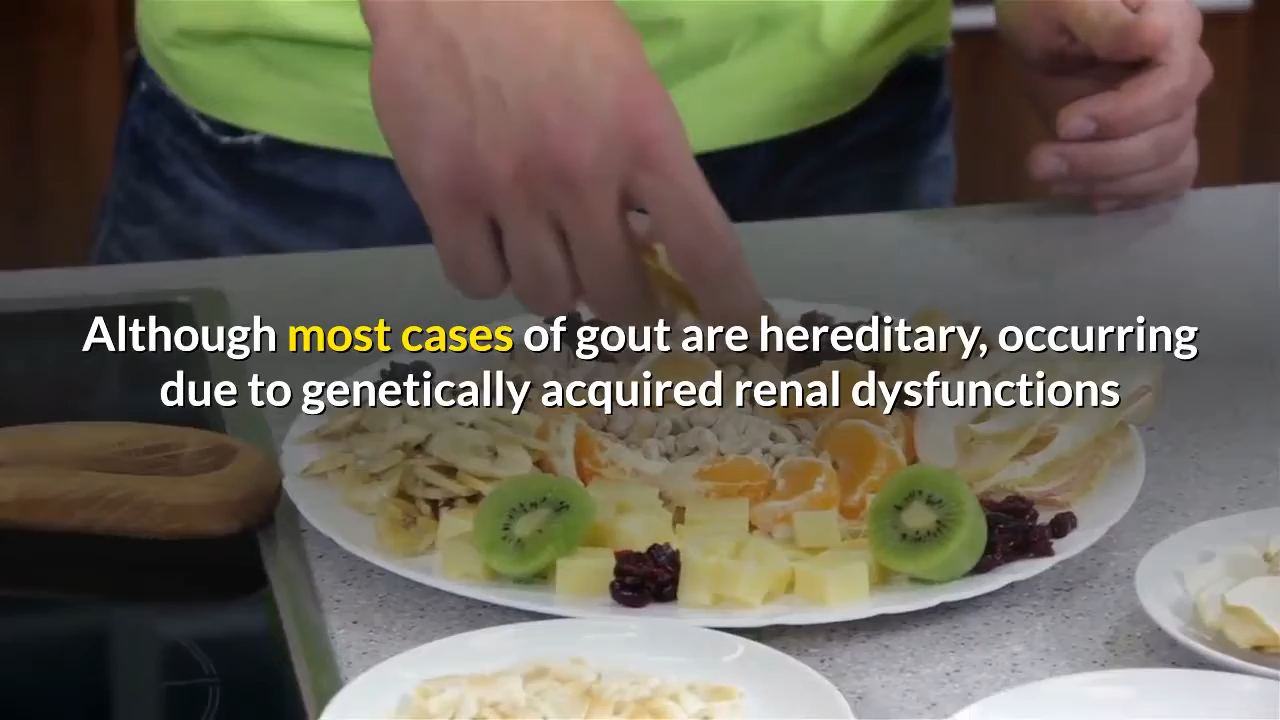 Although most cases of gout are hereditary, occurring
due to genetically acquired renal dysfunctions